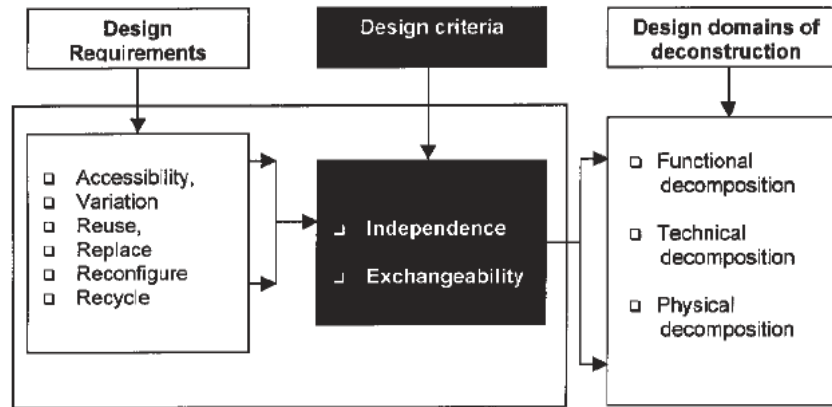 Design
Requirements
Design criteria
Design domains of
deconstruction
Accessibility,
Variation
Reuse,
Replace
Reconfigure
Recycle
Independence
Exchangeability
Functional
decomposition
Technical
decomposition
Physical
decomposition